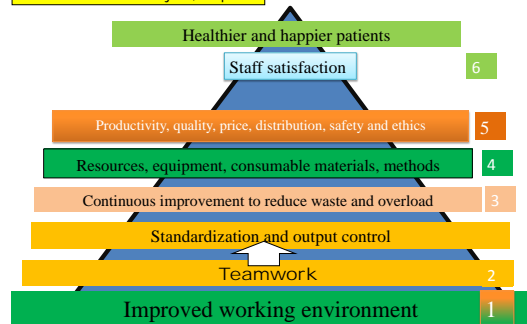 Healthier and happier patients
Staff satisfaction
6
Productivity, quality, price, distribution, safety and ethics
5
Resources, equipment, consumable materials, methods
4
Continuous improvement to reduce waste and overload
3
Standardization and output control
Teamwork
2
Improved working environment
1